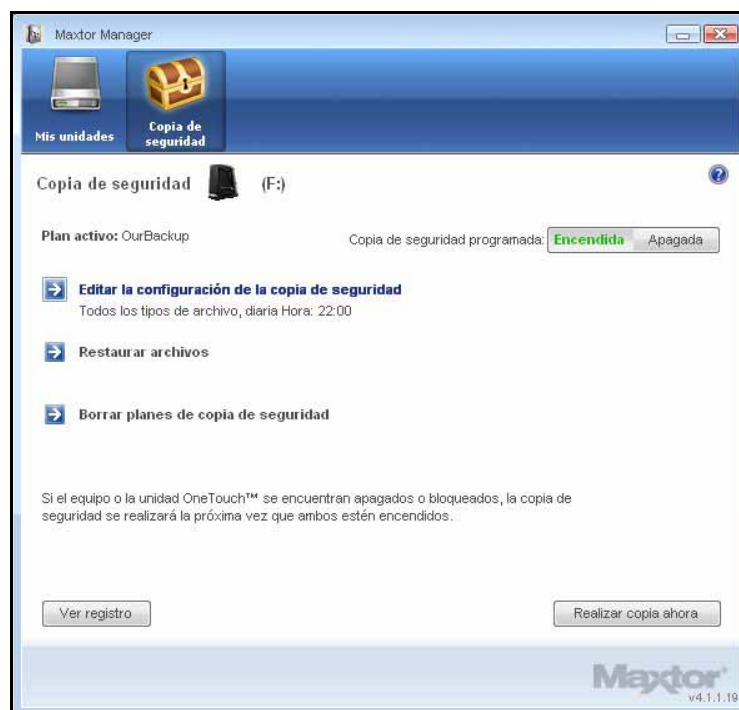 Maxtor Manager
Mis unidades
Copia de
seguridad
Copia de seguridad (F:)
Plan activo: OurBackup
Copia de seguridad programada: Encendida Apagada
Editar la configuración de la copia de seguridad
Todos los tipos de archivo, diaria Hora: 22:00
Restaurar archivos
Borrar planes de copia de seguridad
Si el equipo o la unidad OneTouch™ se encuentran apagados o bloqueados, la copia de
seguridad se realizará la próxima vez que ambos estén encendidos.
Ver registro
Realizar copia ahora
Maxtor
v4.1.1.19